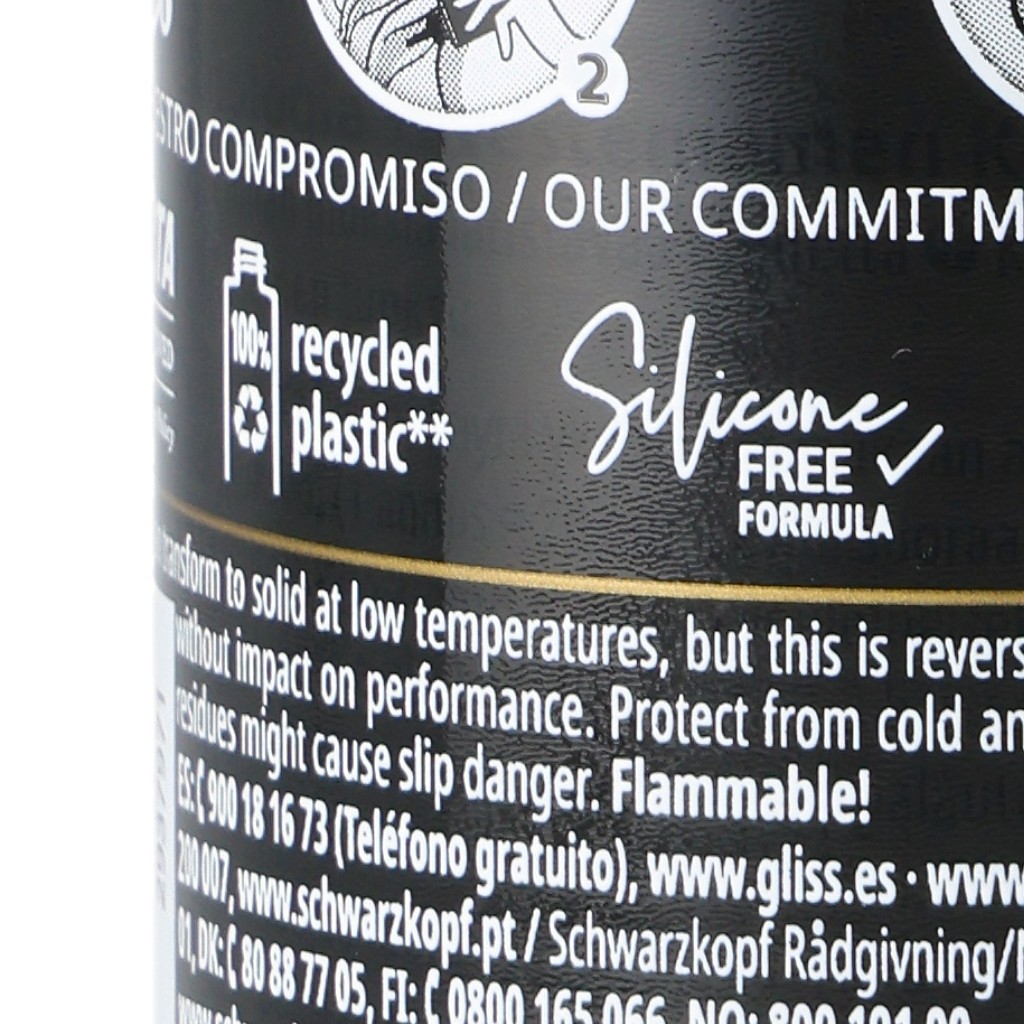 2
COMPROMISO / OUR COMMITM
100%
recycled
plastic**
Silicone
FREE
FORMULA
transform to solid at low temperatures, but this is revers
without impact on performance. Protect from cold an
residues might cause slip danger. Flammable!
ES: 900 18 16 73 (Teléfono gratuito), www.gliss.es · www
200 007, www.schwarzkopf.pt / Schwarzkopf Rådgivning/
01, DK: 80 88 77 05, FI: 0800 165 066, NO: 800